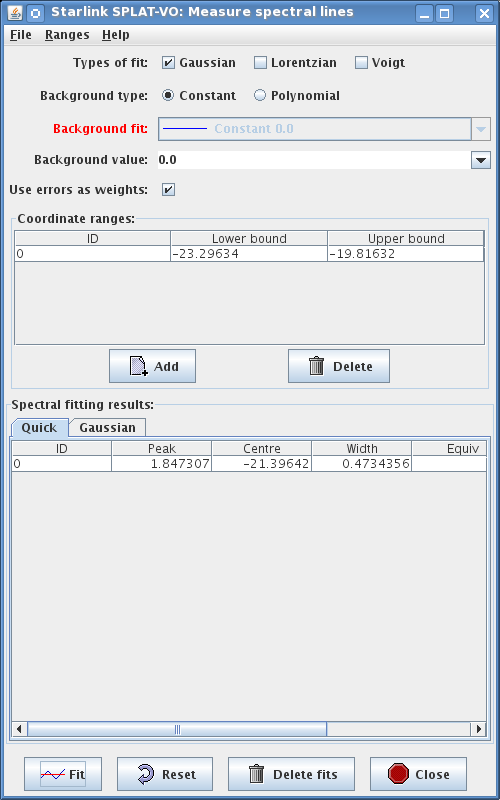 Starlink SPLAT-VO: Measure spectral lines
File Ranges Help
Types of fit: Gaussian Lorentzian Voigt
Background type: Constant Polynomial
Background fit: Constant 0.0
Background value: 0.0
Use errors as weights:
Coordinate ranges:
ID Lower bound Upper bound
0 -23.29634 -19.81632
Add Delete
Spectral fitting results:
Quick Gaussian
ID Peak Centre Width Equiv
0 1.847307 -21.39642 0.4734356
Fit Reset Delete fits Close